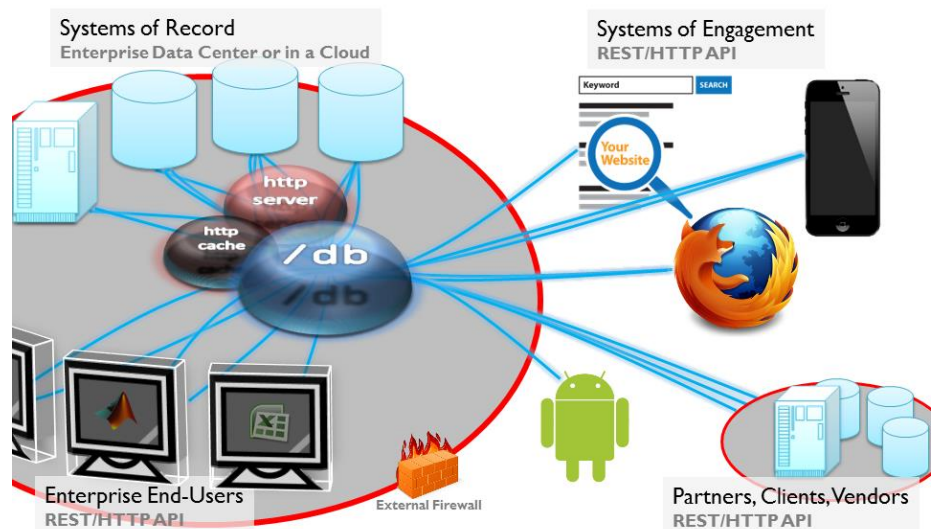 Systems of Record
Enterprise Data Center or in a Cloud
Systems of Engagement
REST/HTTP API
Keyword
SEARCH
Your
Website
http
server
http
cache
/db
/db
External Firewall
Enterprise End-Users
REST/HTTP API
Partners, Clients, Vendors
REST/HTTP API